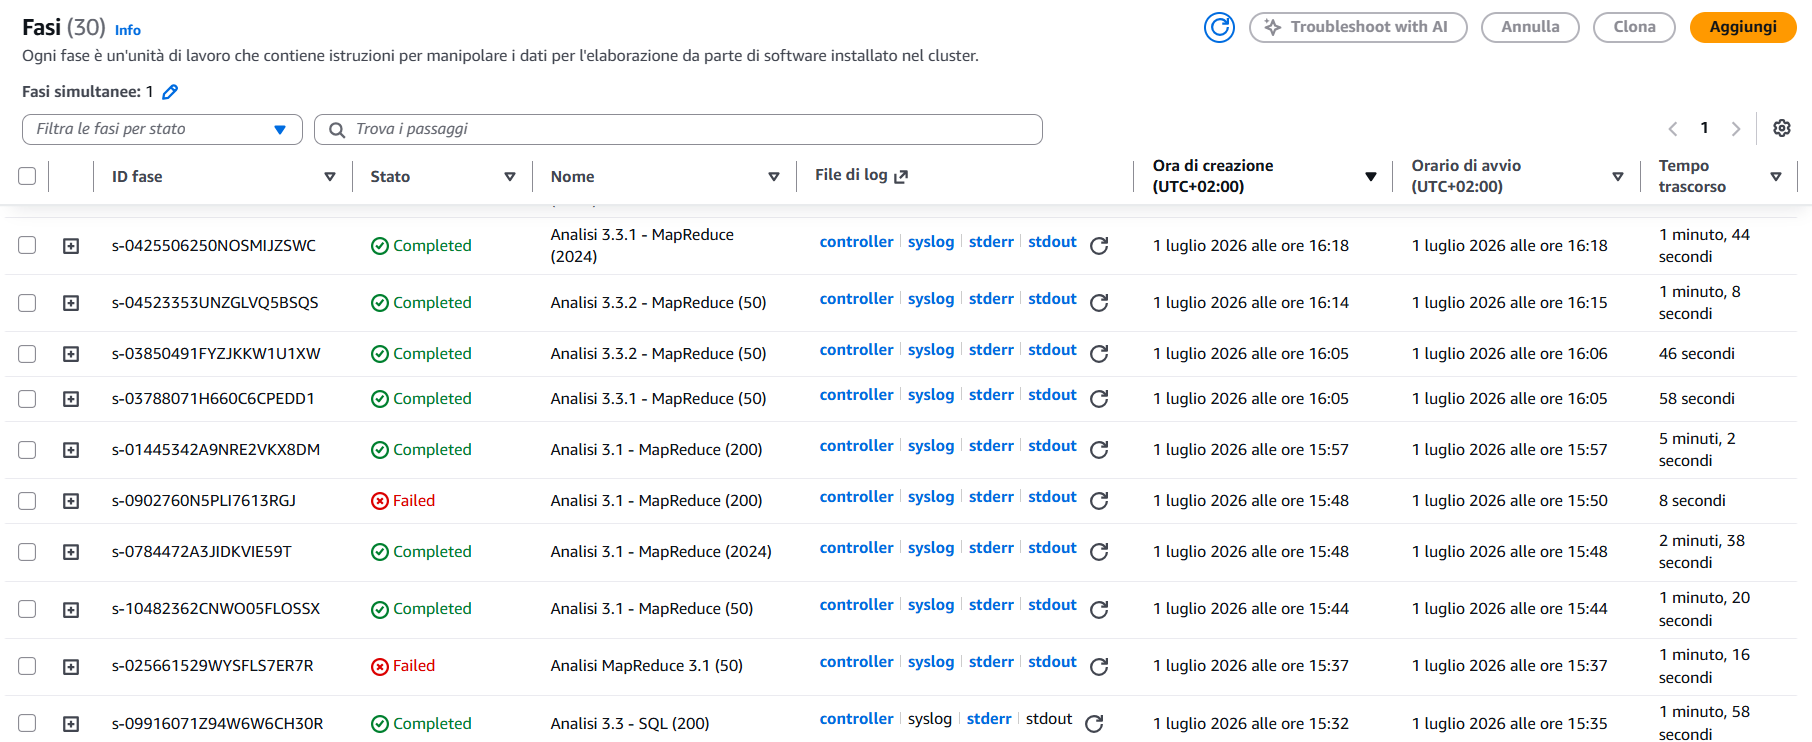 Fasi (30) Info
Troubleshoot with AI Annulla Clona Aggiungi
Ogni fase è un'unità di lavoro che contiene istruzioni per manipolare i dati per l'elaborazione da parte di software installato nel cluster.
Fasi simultanee: 1
Filtra le fasi per stato Trova i passaggi 1
ID fase Stato Nome File di log Ora di creazione (UTC+02:00) Orario di avvio (UTC+02:00) Tempo trascorso
s-0425506250NOSMIJZSWC Completed Analisi 3.3.1 - MapReduce (2024) controller syslog stderr stdout 1 luglio 2026 alle ore 16:18 1 luglio 2026 alle ore 16:18 1 minuto, 44 secondi
s-04523353UNZGLVQ5BSQS Completed Analisi 3.3.2 - MapReduce (50) controller syslog stderr stdout 1 luglio 2026 alle ore 16:14 1 luglio 2026 alle ore 16:15 1 minuto, 8 secondi
s-03850491FYZJKKW1U1XW Completed Analisi 3.3.2 - MapReduce (50) controller syslog stderr stdout 1 luglio 2026 alle ore 16:05 1 luglio 2026 alle ore 16:06 46 secondi
s-03788071H660C6CPEDD1 Completed Analisi 3.3.1 - MapReduce (50) controller syslog stderr stdout 1 luglio 2026 alle ore 16:05 1 luglio 2026 alle ore 16:05 58 secondi
s-01445342A9NRE2VKX8DM Completed Analisi 3.1 - MapReduce (200) controller syslog stderr stdout 1 luglio 2026 alle ore 15:57 1 luglio 2026 alle ore 15:57 5 minuti, 2 secondi
s-0902760N5PLI7613RGJ Failed Analisi 3.1 - MapReduce (200) controller syslog stderr stdout 1 luglio 2026 alle ore 15:48 1 luglio 2026 alle ore 15:50 8 secondi
s-0784472A3JIDKVIE59T Completed Analisi 3.1 - MapReduce (2024) controller syslog stderr stdout 1 luglio 2026 alle ore 15:48 1 luglio 2026 alle ore 15:48 2 minuti, 38 secondi
s-10482362CNWO05FLOSSX Completed Analisi 3.1 - MapReduce (50) controller syslog stderr stdout 1 luglio 2026 alle ore 15:44 1 luglio 2026 alle ore 15:44 1 minuto, 20 secondi
s-025661529WYSFLS7ER7R Failed Analisi MapReduce 3.1 (50) controller syslog stderr stdout 1 luglio 2026 alle ore 15:37 1 luglio 2026 alle ore 15:37 1 minuto, 16 secondi
s-09916071Z94W6W6CH30R Completed Analisi 3.3 - SQL (200) controller syslog stderr stdout 1 luglio 2026 alle ore 15:32 1 luglio 2026 alle ore 15:35 1 minuto, 58 secondi